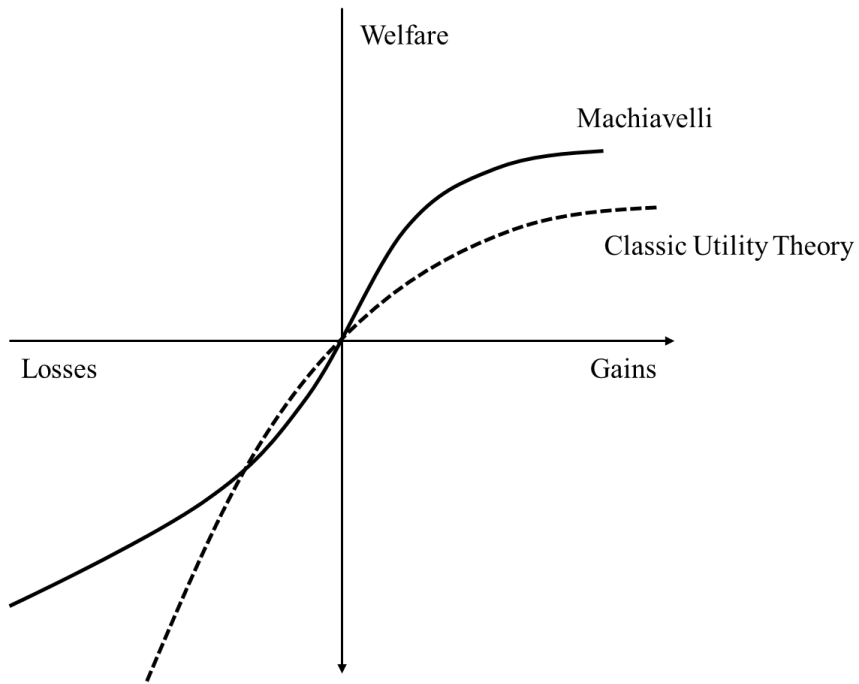 Welfare
Machiavelli
Classic Utility Theory
Losses
Gains